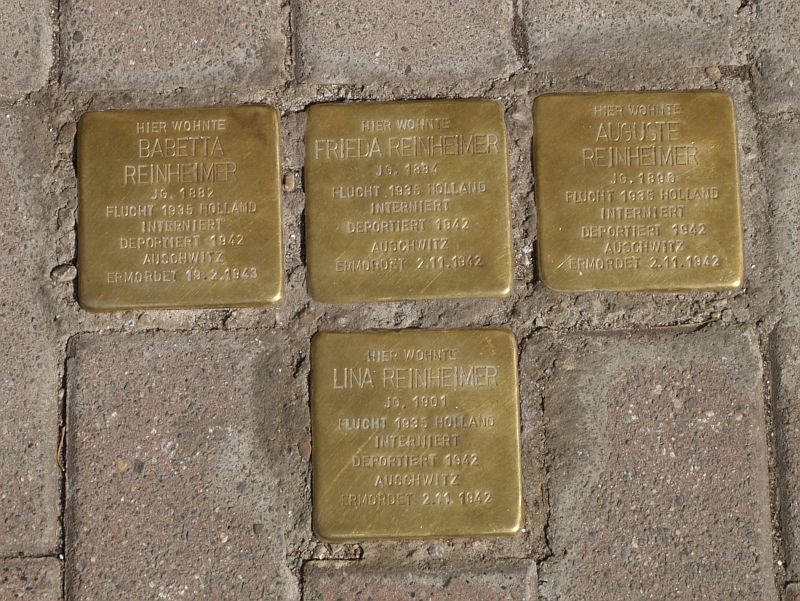 HIER WOHNTE
BABETTA
REINHEIMER
JG. 1882
FLUCHT 1935 HOLLAND
INTERNIERT
DEPORTIERT 1942
AUSCHWITZ
ERMORDET 19.2.1943
HIER WOHNTE
FRIEDA REINHEIMER
JG. 1894
FLUCHT 1935 HOLLAND
INTERNIERT
DEPORTIERT 1942
AUSCHWITZ
ERMORDET 2.11.1942
HIER WOHNTE
AUGUSTE
REINHEIMER
JG. 1898
FLUCHT 1935 HOLLAND
INTERNIERT
DEPORTIERT 1942
AUSCHWITZ
ERMORDET 2.11.1942
HIER WOHNTE
LINA REINHEIMER
JG. 1901
FLUCHT 1935 HOLLAND
INTERNIERT
DEPORTIERT 1942
AUSCHWITZ
ERMORDET 2.11.1942